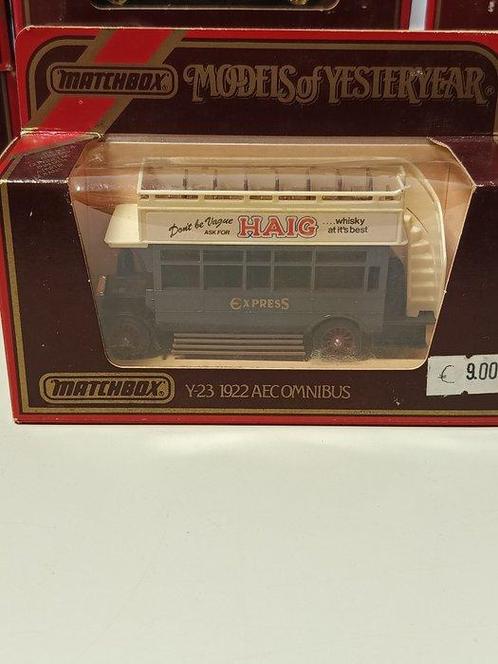 MATCHBOX
MODELS of YESTERYEAR
Don't be Vague
ASK FOR
HAIG
....whisky
at it's best
EXPRESS
€ 9.00
MATCHBOX
Y-23 1922 AEC OMNIBUS